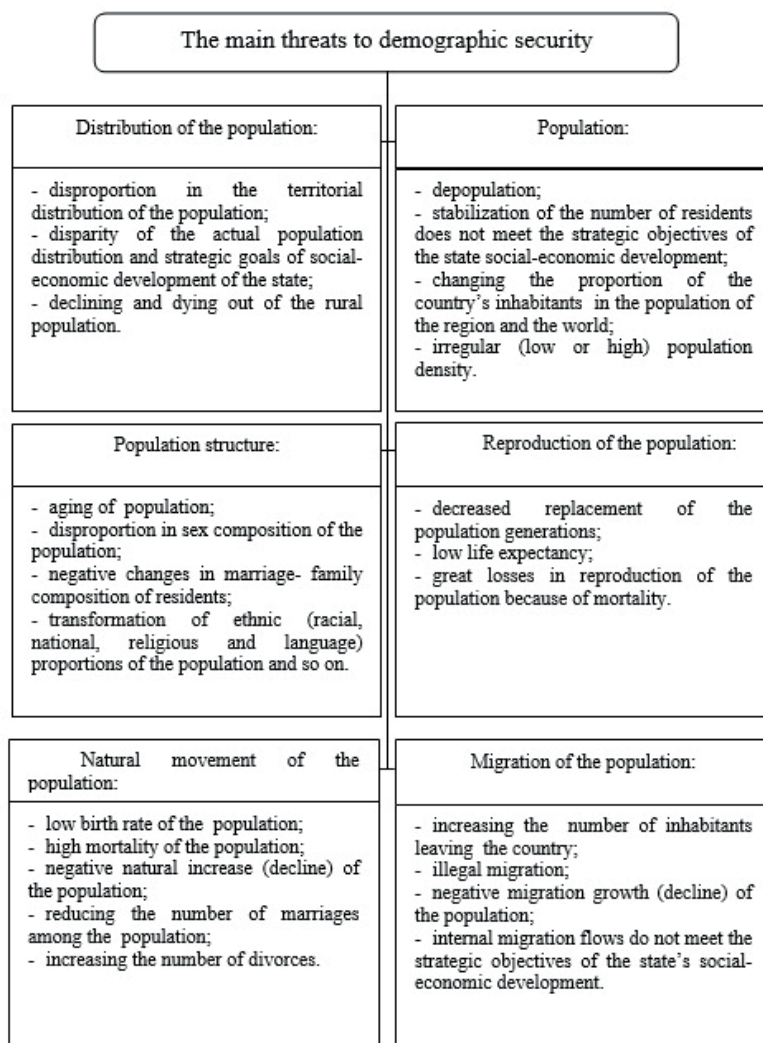 The main threats to demographic security
Distribution of the population:
- disproportion in the territorial
distribution of the population;
- disparity of the actual population
distribution and strategic goals of social-
economic development of the state;
- declining and dying out of the rural
population.
Population:
- depopulation;
- stabilization of the number of residents
does not meet the strategic objectives of
the state social-economic development;
- changing the proportion of the
country's inhabitants in the population of
the region and the world;
- irregular (low or high) population
density.
Population structure:
- aging of population;
- disproportion in sex composition of the
population;
- negative changes in marriage- family
composition of residents;
- transformation of ethnic (racial,
national, religious and language)
proportions of the population and so on.
Reproduction of the population:
- decreased replacement of the
population generations;
- low life expectancy;
- great losses in reproduction of the
population because of mortality.
Natural movement of the
population:
- low birth rate of the population;
- high mortality of the population;
- negative natural increase (decline) of
the population;
- reducing the number of marriages
among the population;
- increasing the number of divorces.
Migration of the population:
- increasing the number of inhabitants
leaving the country;
- illegal migration;
- negative migration growth (decline) of
the population;
- internal migration flows do not meet the
strategic objectives of the state's social-
economic development.